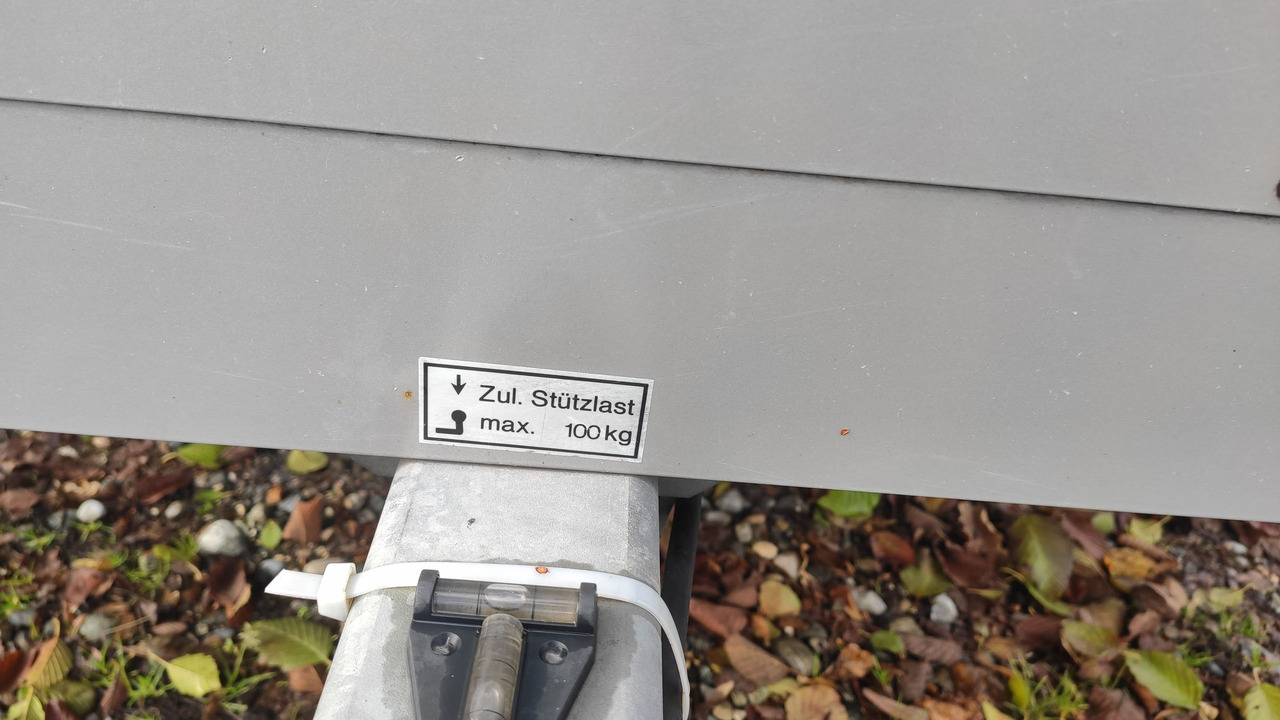 Zul. Stützlast
max. 100 kg